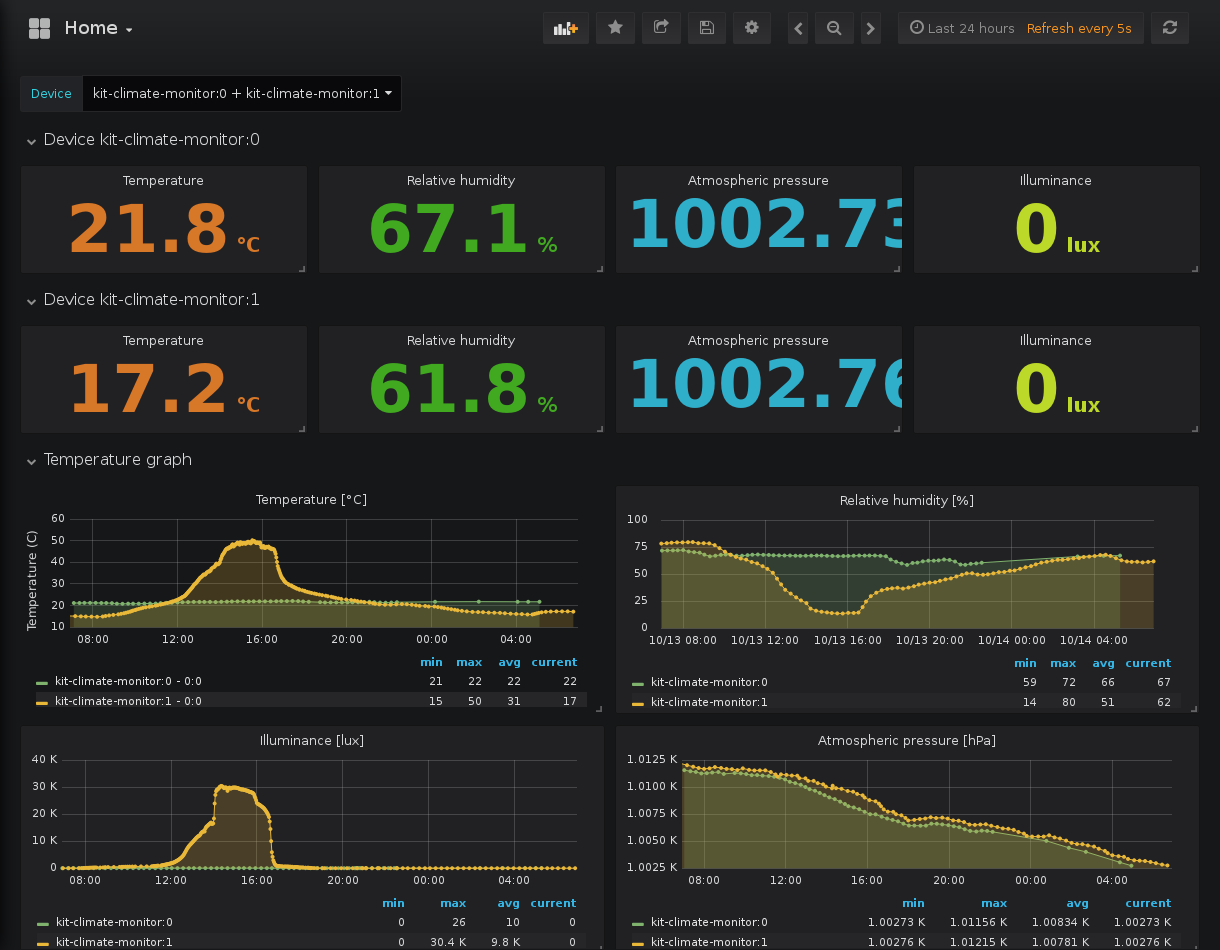 Home
Last 24 hours Refresh every 5s
Device kit-climate-monitor:0 + kit-climate-monitor:1
Device kit-climate-monitor:0
Temperature Relative humidity Atmospheric pressure Illuminance
21.8 °C 67.1 % 1002.73 0 lux
Device kit-climate-monitor:1
Temperature Relative humidity Atmospheric pressure Illuminance
17.2 °C 61.8 % 1002.76 0 lux
Temperature graph
Temperature [°C]
Temperature (C)
60
50
40
30
20
10
08:00 12:00 16:00 20:00 00:00 04:00
min max avg current
kit-climate-monitor:0 - 0:0 21 22 22 22
kit-climate-monitor:1 - 0:0 15 50 31 17
Relative humidity [%]
100
75
50
25
0
10/13 08:00 10/13 12:00 10/13 16:00 10/13 20:00 10/14 00:00 10/14 04:00
min max avg current
kit-climate-monitor:0 59 72 66 67
kit-climate-monitor:1 14 80 51 62
Illuminance [lux]
40 K
30 K
20 K
10 K
0
08:00 12:00 16:00 20:00 00:00 04:00
min max avg current
kit-climate-monitor:0 0 26 10 0
kit-climate-monitor:1 0 30.4 K 9.8 K 0
Atmospheric pressure [hPa]
1.0125 K
1.0100 K
1.0075 K
1.0050 K
1.0025 K
08:00 12:00 16:00 20:00 00:00 04:00
min max avg current
kit-climate-monitor:0 1.00273 K 1.01156 K 1.00834 K 1.00273 K
kit-climate-monitor:1 1.00276 K 1.01215 K 1.00781 K 1.00276 K